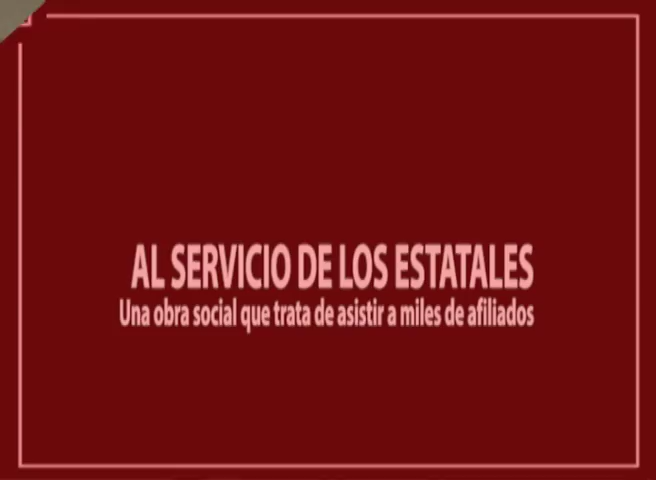 AL SERVICIO DE LOS ESTATALES
Una obra social que trata de asistir a miles de afiliados